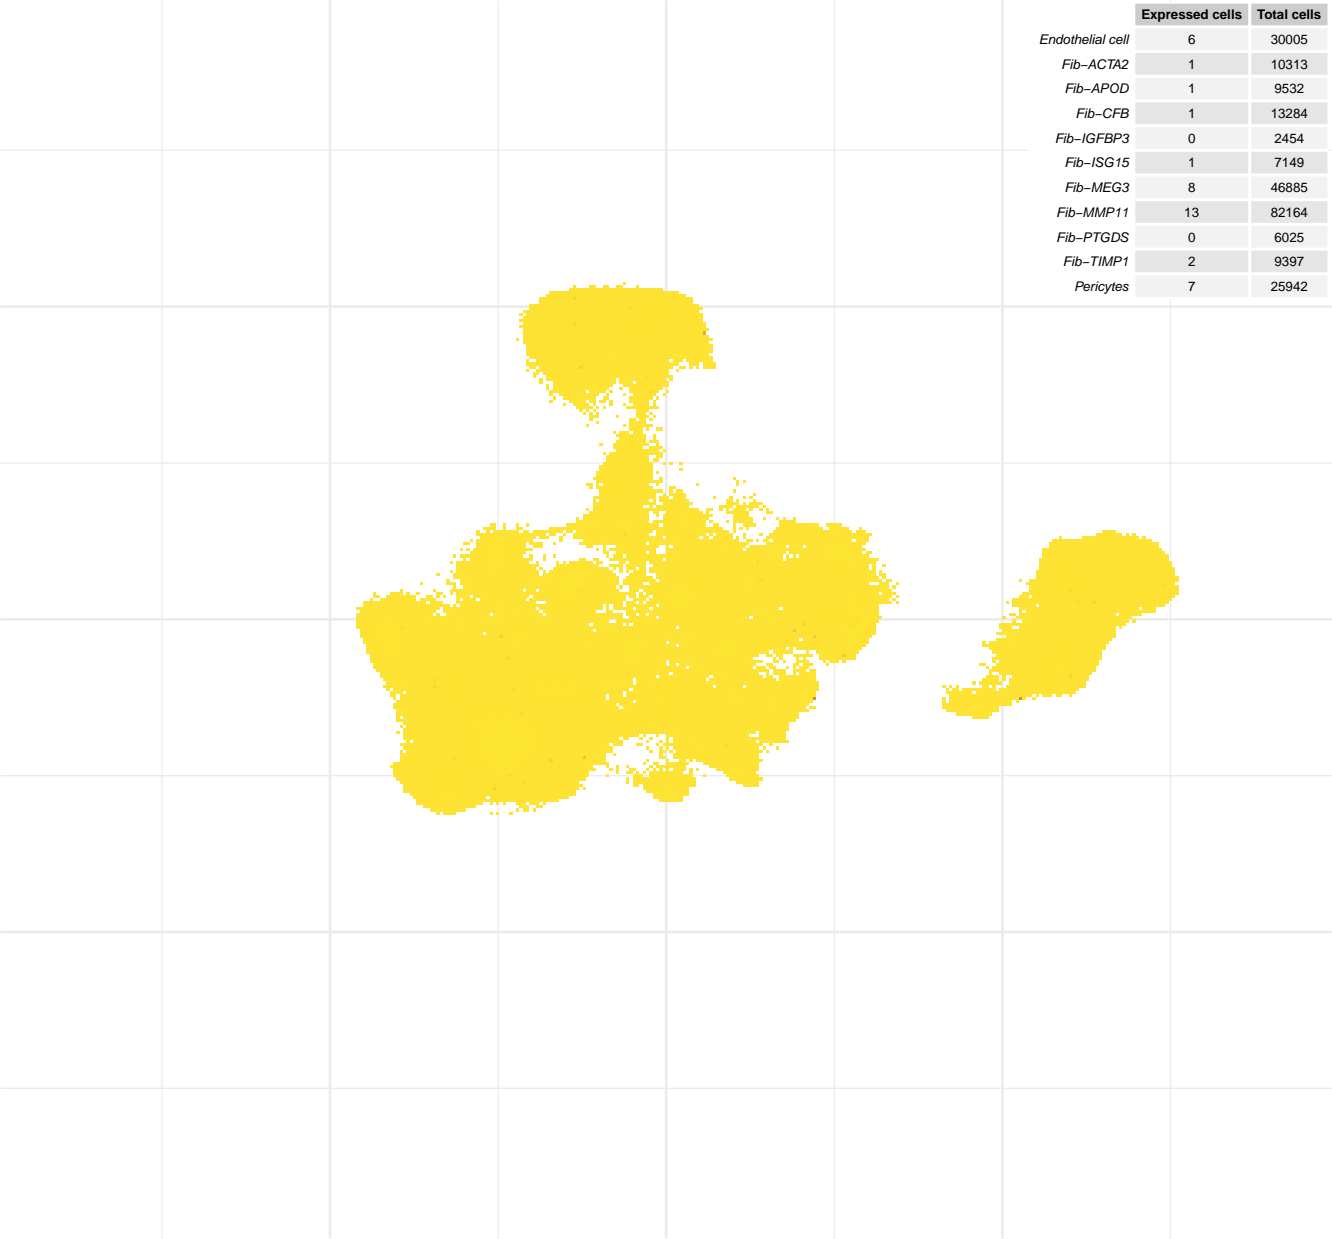 Expressed cells Total cells
Endothelial cell 6 30005
Fib−ACTA2 1 10313
Fib−APOD 1 9532
Fib−CFB 1 13284
Fib−IGFBP3 0 2454
Fib−ISG15 1 7149
Fib−MEG3 8 46885
Fib−MMP11 13 82164
Fib−PTGDS 0 6025
Fib−TIMP1 2 9397
Pericytes 7 25942